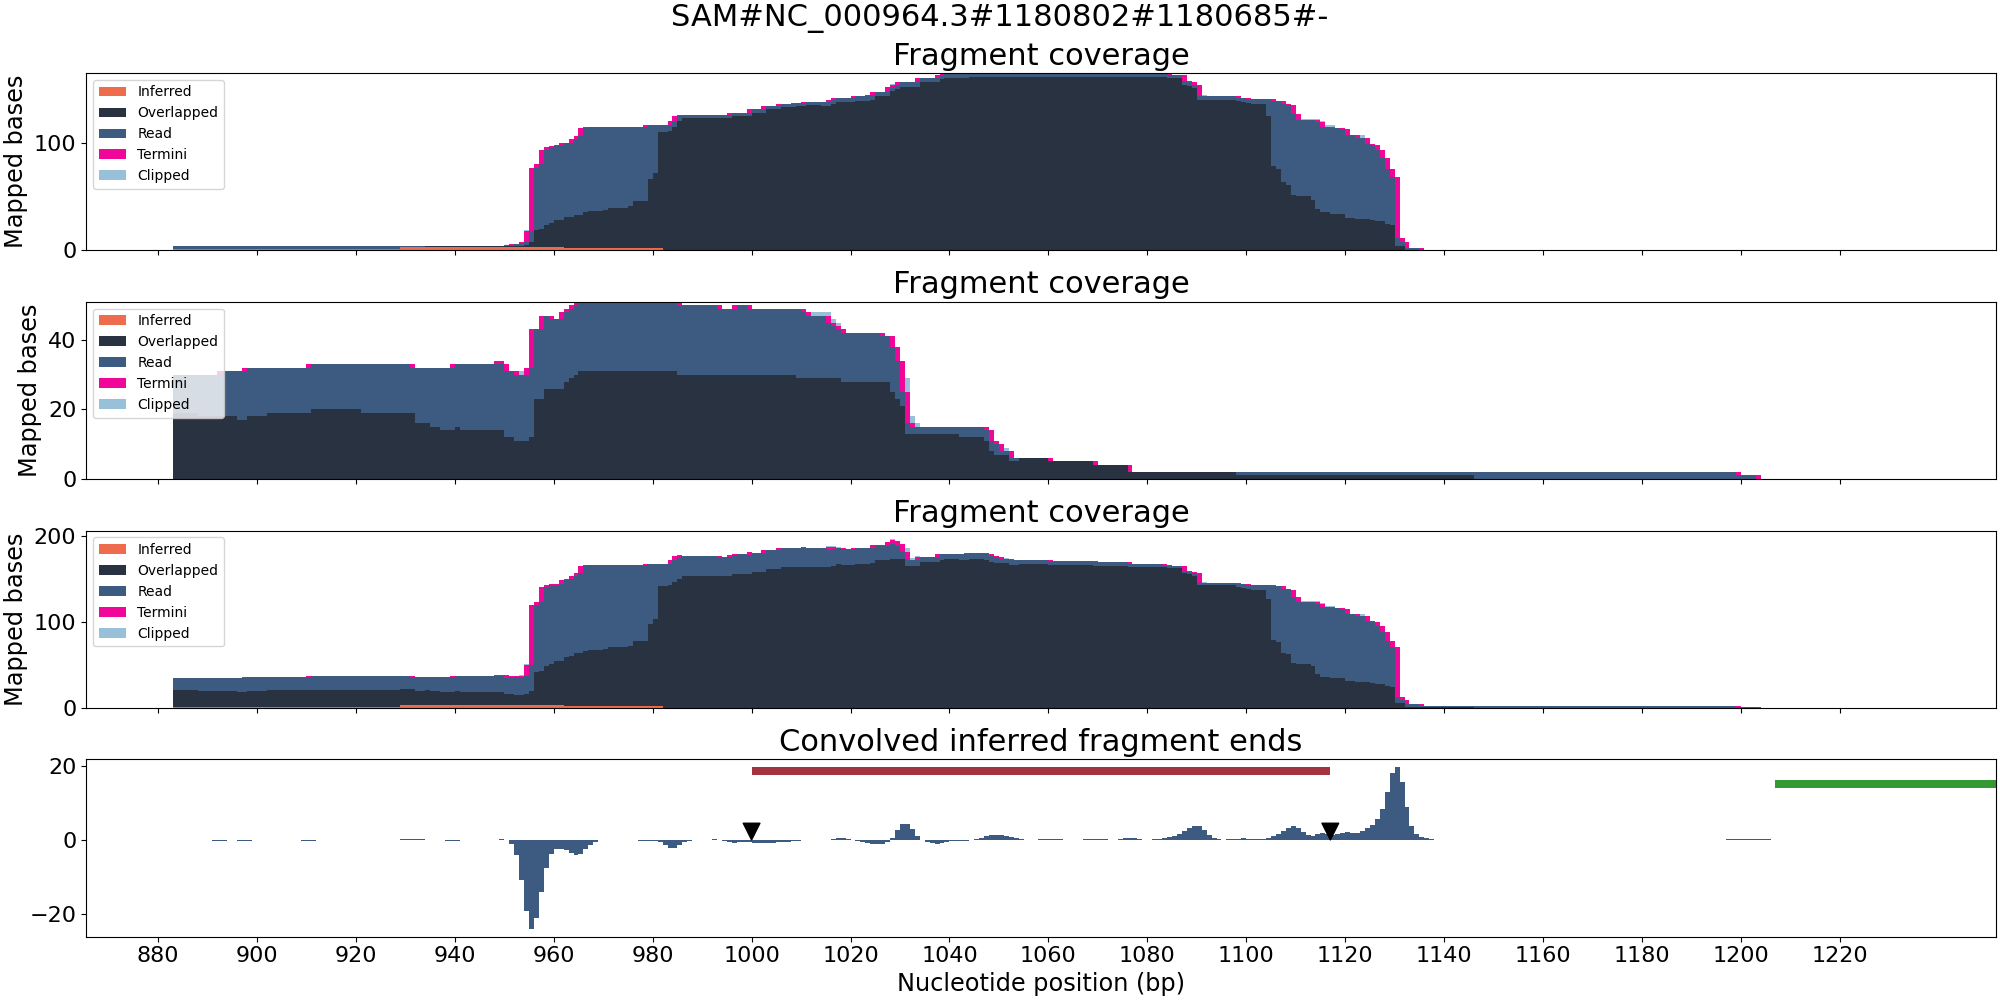 SAM#NC_000964.3#1180802#1180685#-
Fragment coverage
Mapped bases
100
0
Inferred
Overlapped
Read
Termini
Clipped
Fragment coverage
Mapped bases
40
20
0
Inferred
Overlapped
Read
Termini
Clipped
Fragment coverage
Mapped bases
200
100
0
Inferred
Overlapped
Read
Termini
Clipped
Convolved inferred fragment ends
20
0
−20
880 900 920 940 960 980 1000 1020 1040 1060 1080 1100 1120 1140 1160 1180 1200 1220
Nucleotide position (bp)